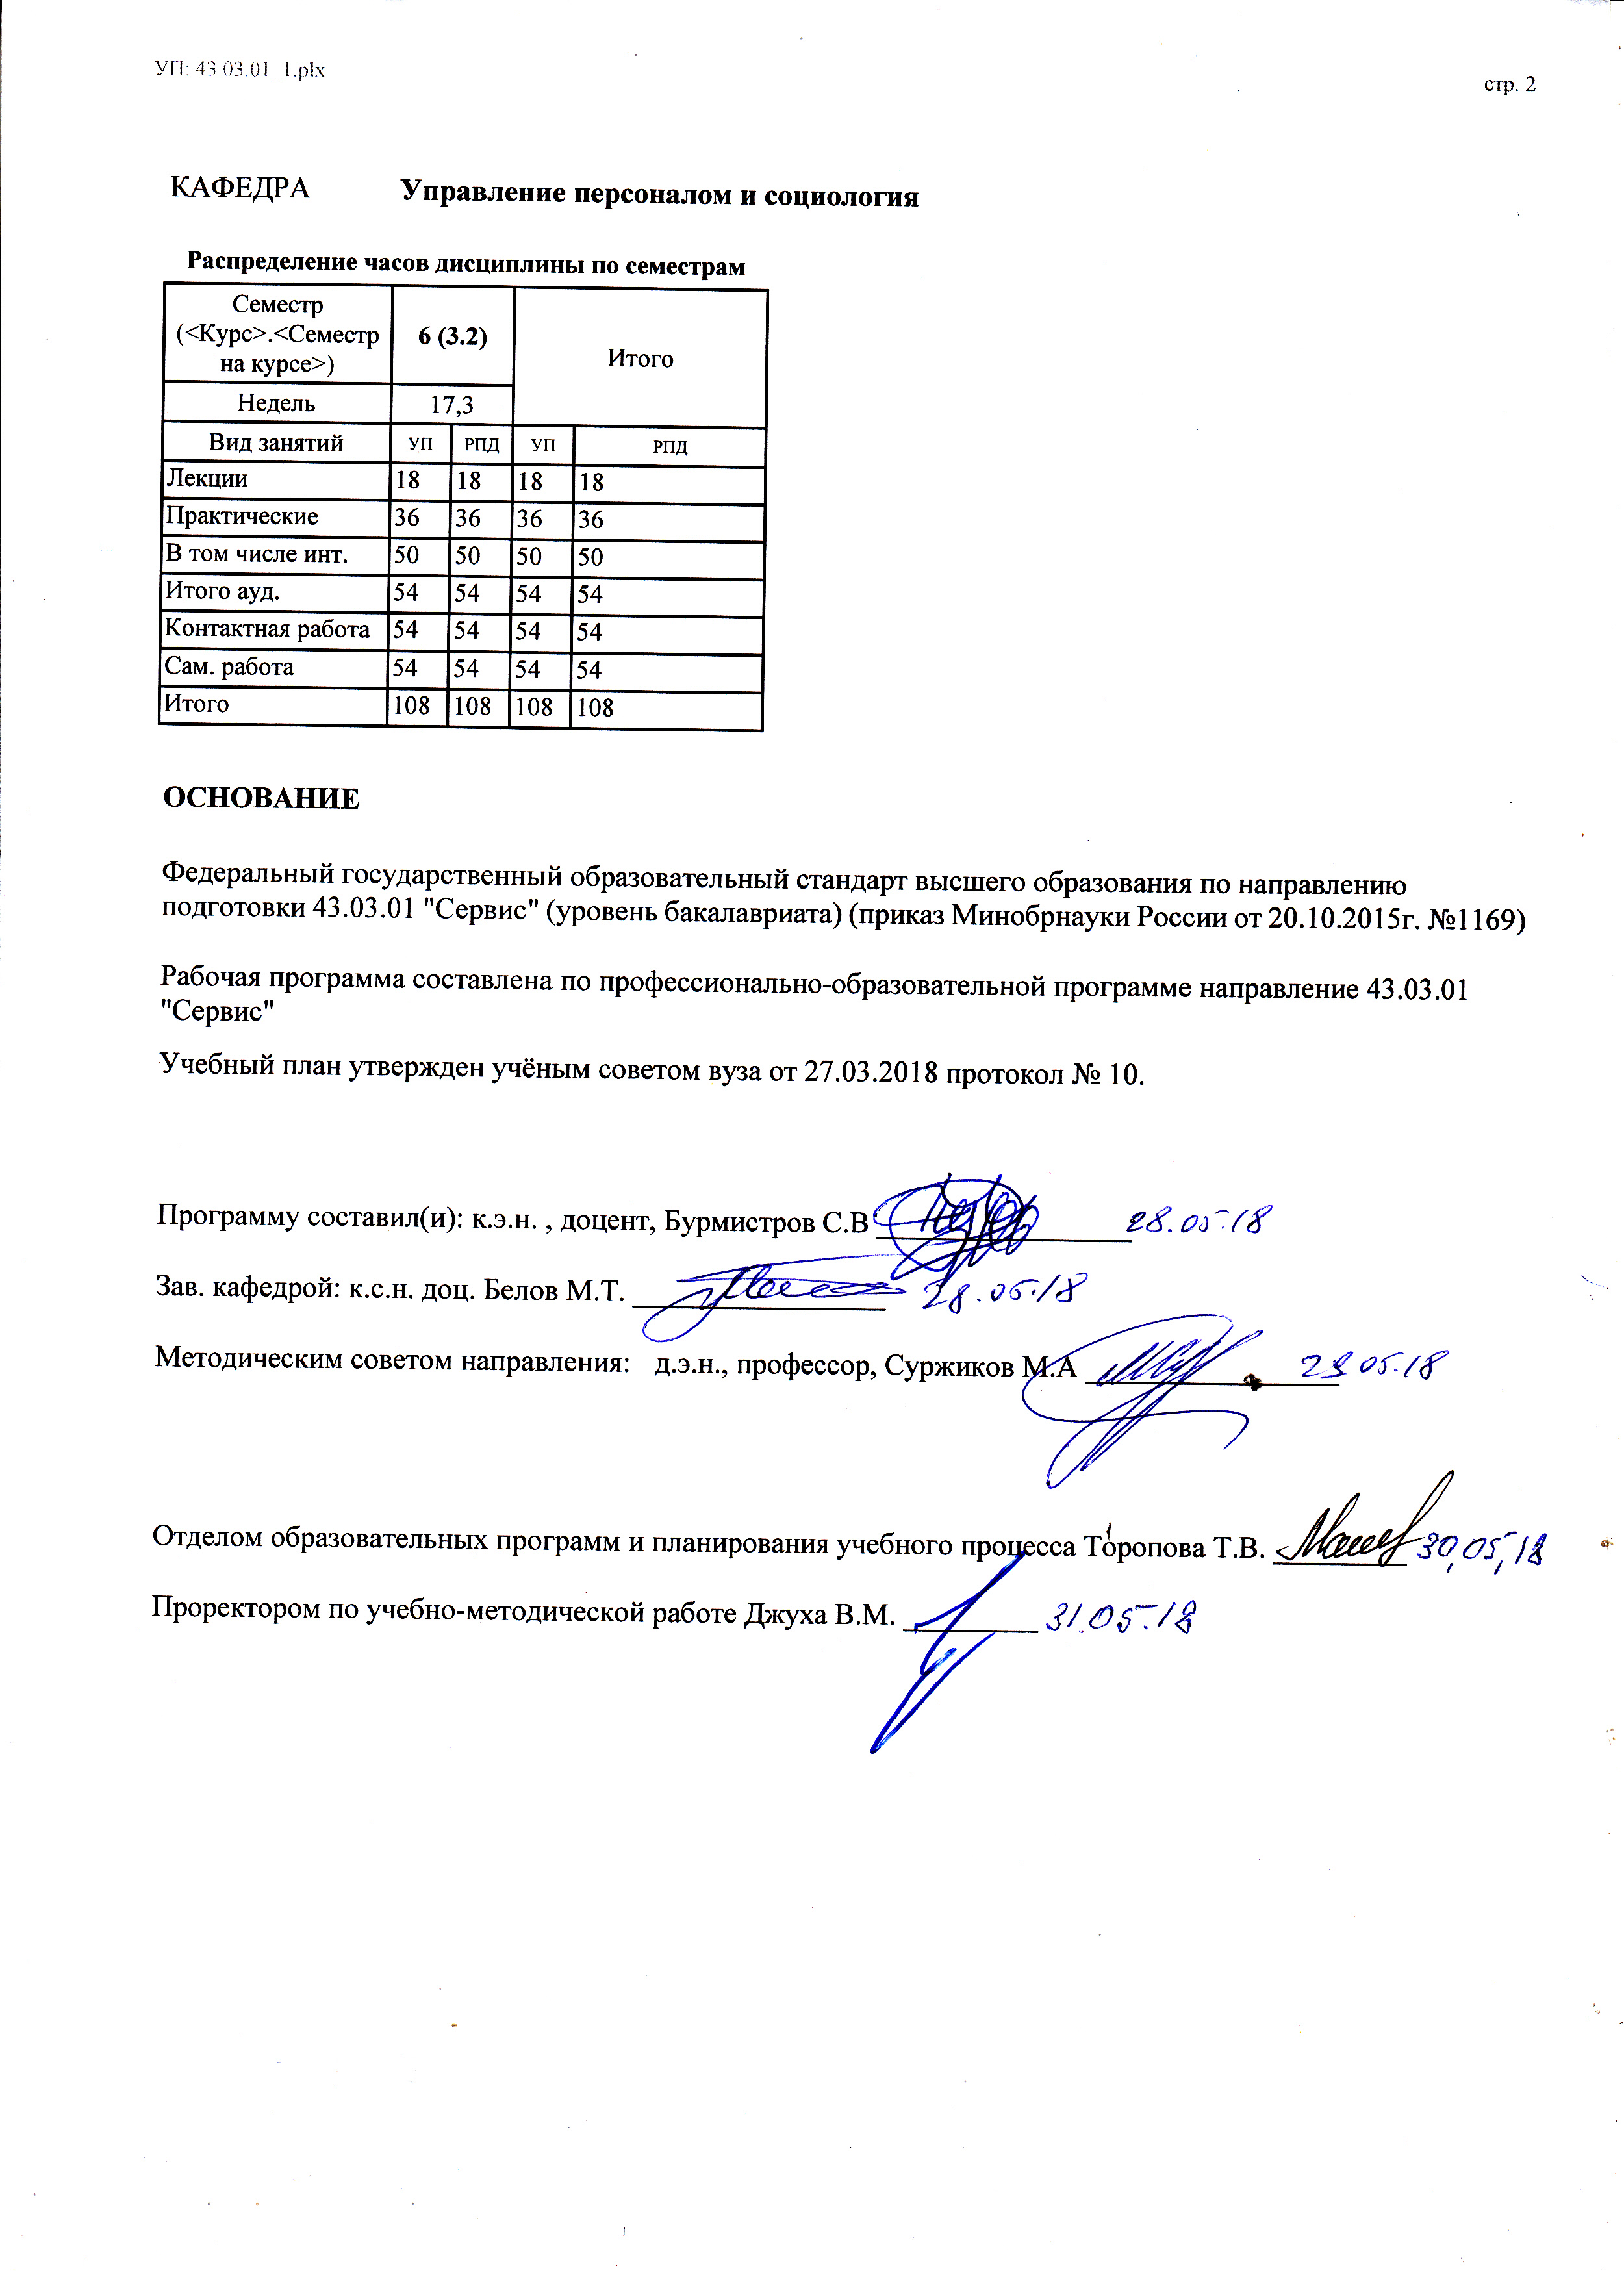 УП: 43.03.01_1.plx
стр. 2
КАФЕДРА Управление персоналом и социология
Распределение часов дисциплины по семестрам
Семестр
(<Курс>.<Семестр
на курсе>)
6 (3.2)
Итого
Недель 17,3
Вид занятий УП РПД УП РПД
Лекции 18 18 18 18
Практические 36 36 36 36
В том числе инт. 50 50 50 50
Итого ауд. 54 54 54 54
Контактная работа 54 54 54 54
Сам. работа 54 54 54 54
Итого 108 108 108 108
ОСНОВАНИЕ
Федеральный государственный образовательный стандарт высшего образования по направлению
подготовки 43.03.01 "Сервис" (уровень бакалавриата) (приказ Минобрнауки России от 20.10.2015г. №1169)
Рабочая программа составлена по профессионально-образовательной программе направление 43.03.01
"Сервис"
Учебный план утвержден учёным советом вуза от 27.03.2018 протокол № 10.
Программу составил(и): к.э.н. , доцент, Бурмистров С.В 28.05.18
Зав. кафедрой: к.с.н. доц. Белов М.Т. 28.05.18
Методическим советом направления: д.э.н., профессор, Суржиков М.А 29.05.18
Отделом образовательных программ и планирования учебного процесса Торопова Т.В. 30.05.18
Проректором по учебно-методической работе Джуха В.М. 31.05.18